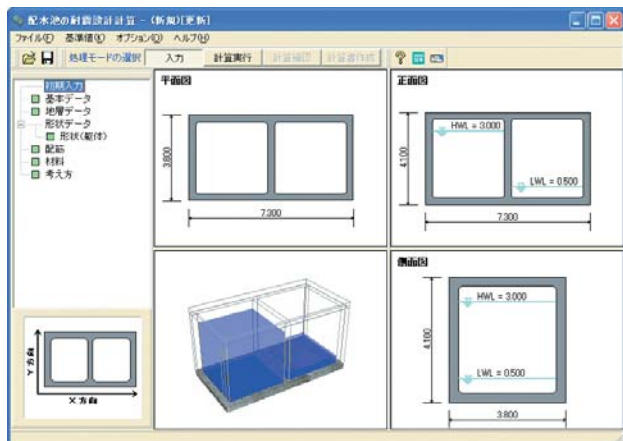 配水池の耐震設計計算 - (新規)[更新]
ファイル(F) 基準値(E) オプション(O) ヘルプ(H)
処理モードの選択 入力 計算実行 計算確認 計算書作成
初期入力
基本データ
地層データ
形状データ
形状(躯体)
配筋
材料
考え方
Y方向
X方向
平面図
3.800
7.300
正面図
HWL = 3.000
LWL = 0.500
4.100
7.300
側面図
HWL = 3.000
LWL = 0.500
4.100
3.800